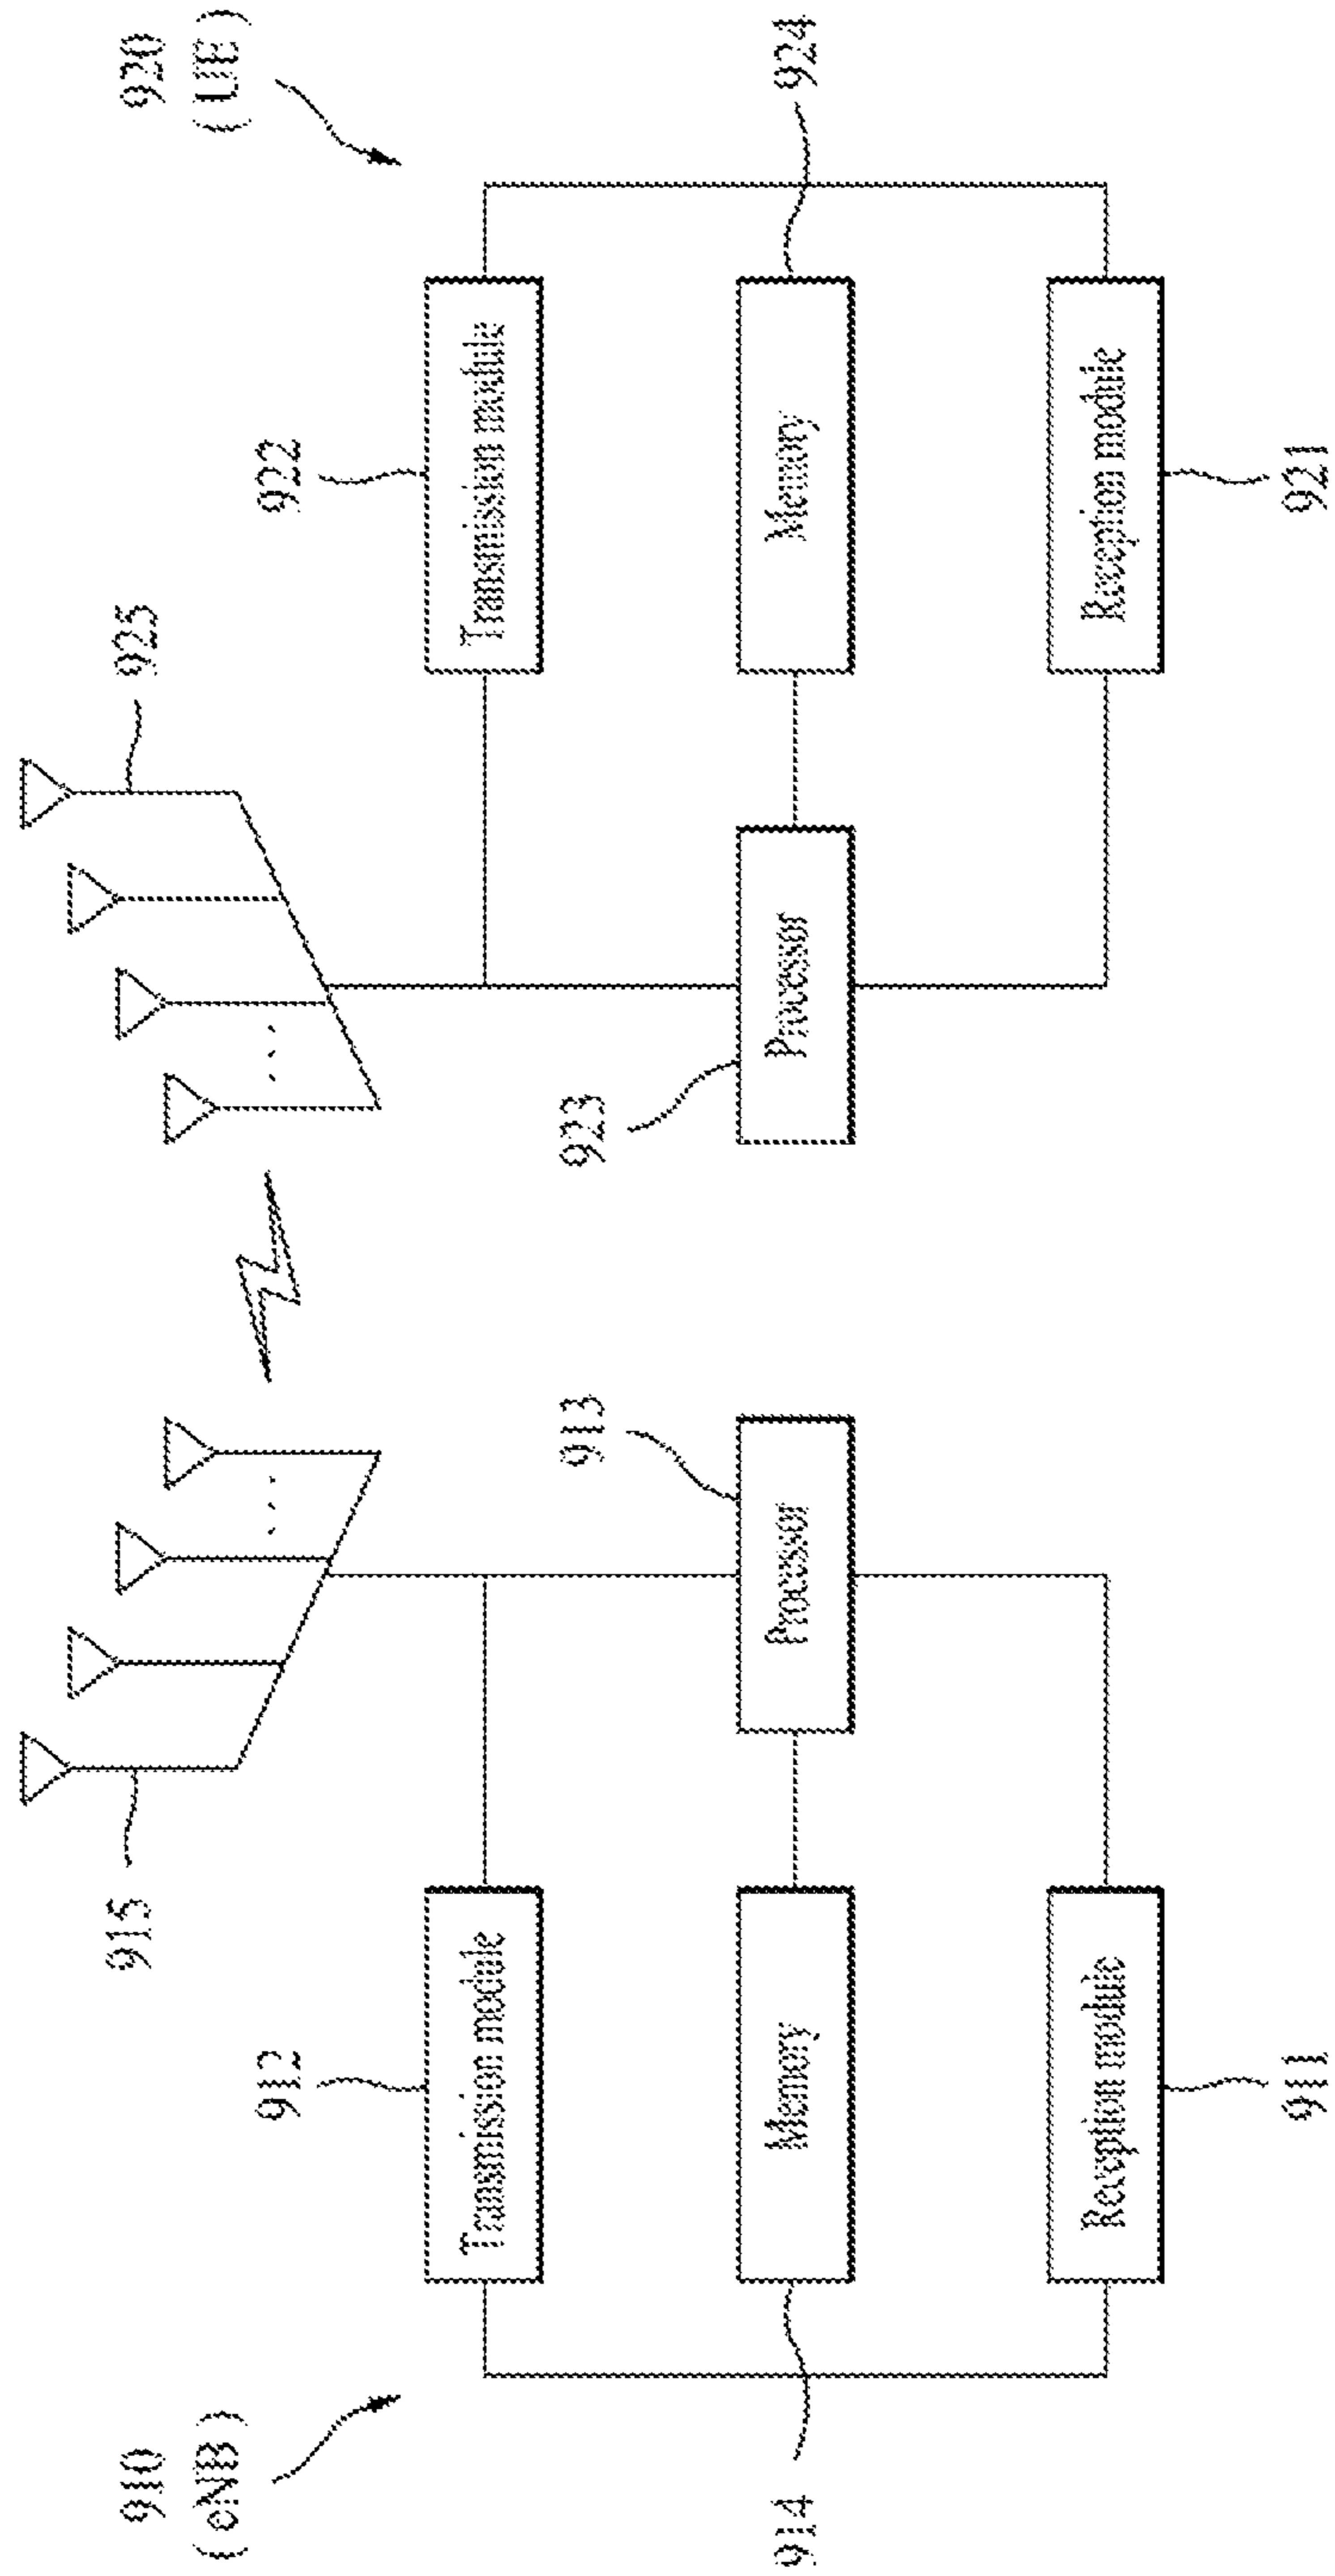 910
( eNB )
920
( UE )
915
925
912
922
Transmission module
Transmission module
913
923
Memory
Processor
Processor
Memory
914
924
Reception module
Reception module
911
921